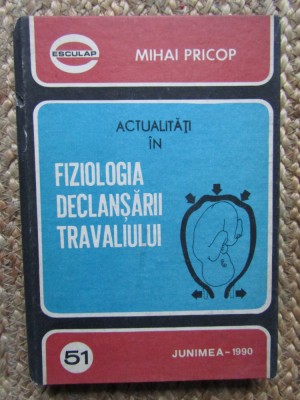 ESCULAP
MIHAI PRICOP
ACTUALITĂȚI
ÎN
FIZIOLOGIA
DECLANȘĂRII
TRAVALIULUI
51
JUNIMEA-1990